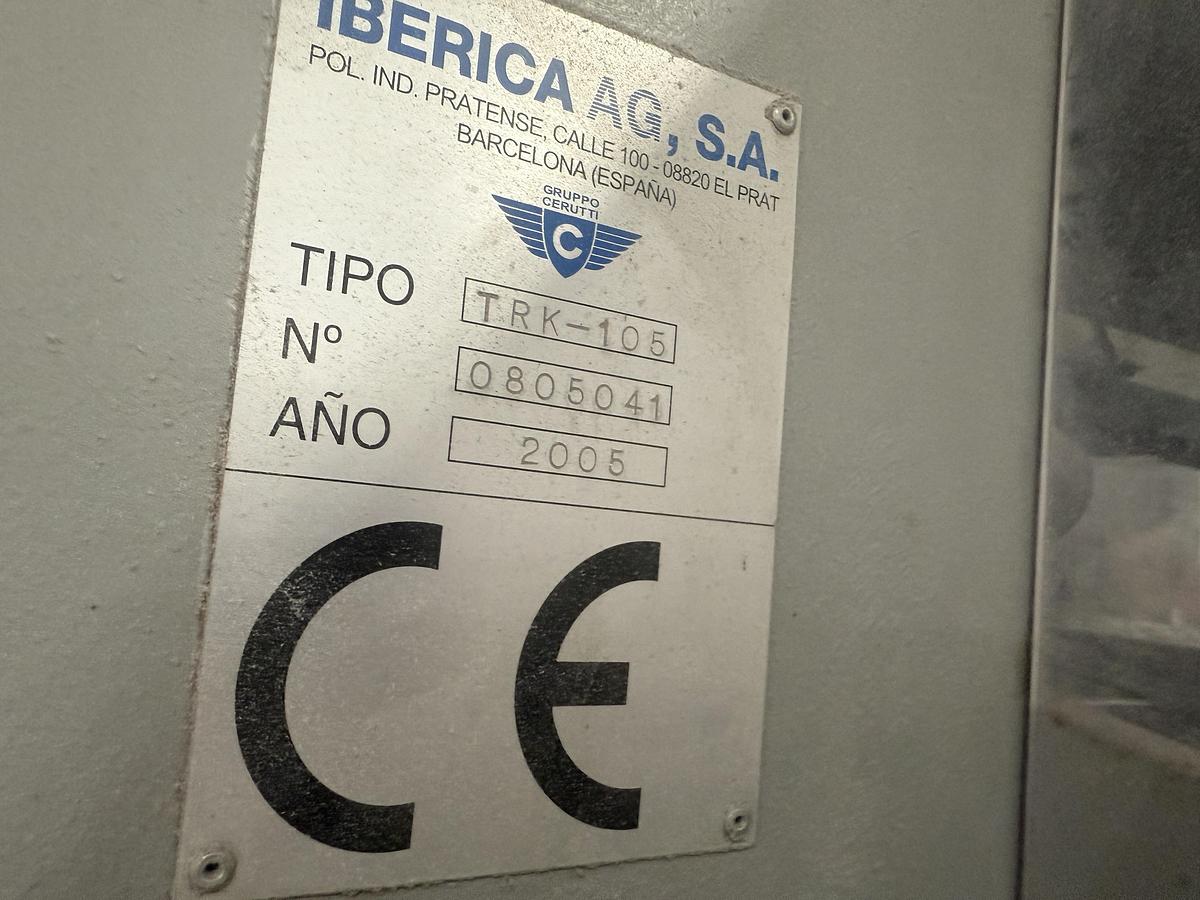 IBERICA AG, S.A.
POL. IND. PRATENSE, CALLE 100 - 08820 EL PRAT
BARCELONA (ESPAÑA)
GRUPPO
CERUTTI
C
TIPO TRK-105
Nº 0805041
AÑO 2005
CE